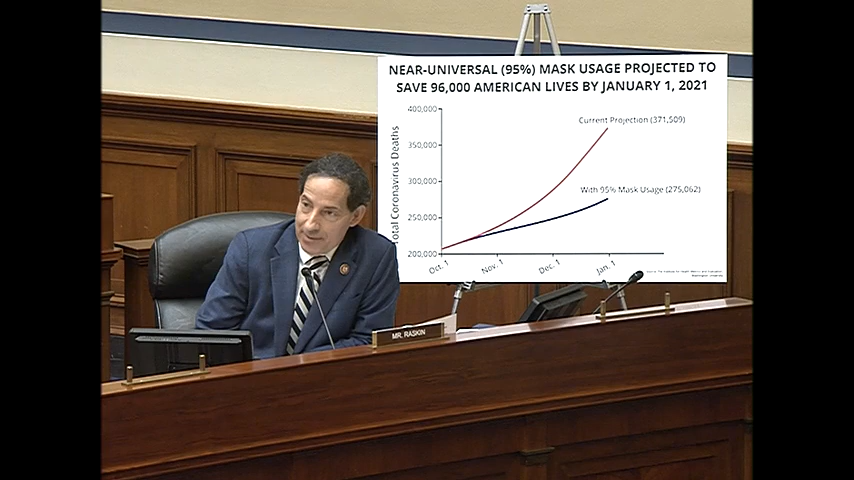 NEAR-UNIVERSAL (95%) MASK USAGE PROJECTED TO
SAVE 96,000 AMERICAN LIVES BY JANUARY 1, 2021
Total Coronavirus Deaths
400,000
350,000
300,000
250,000
200,000
Current Projection (371,509)
With 95% Mask Usage (275,062)
Oct. 1
Nov. 1
Dec. 1
Jan. 1
MR. RASKIN